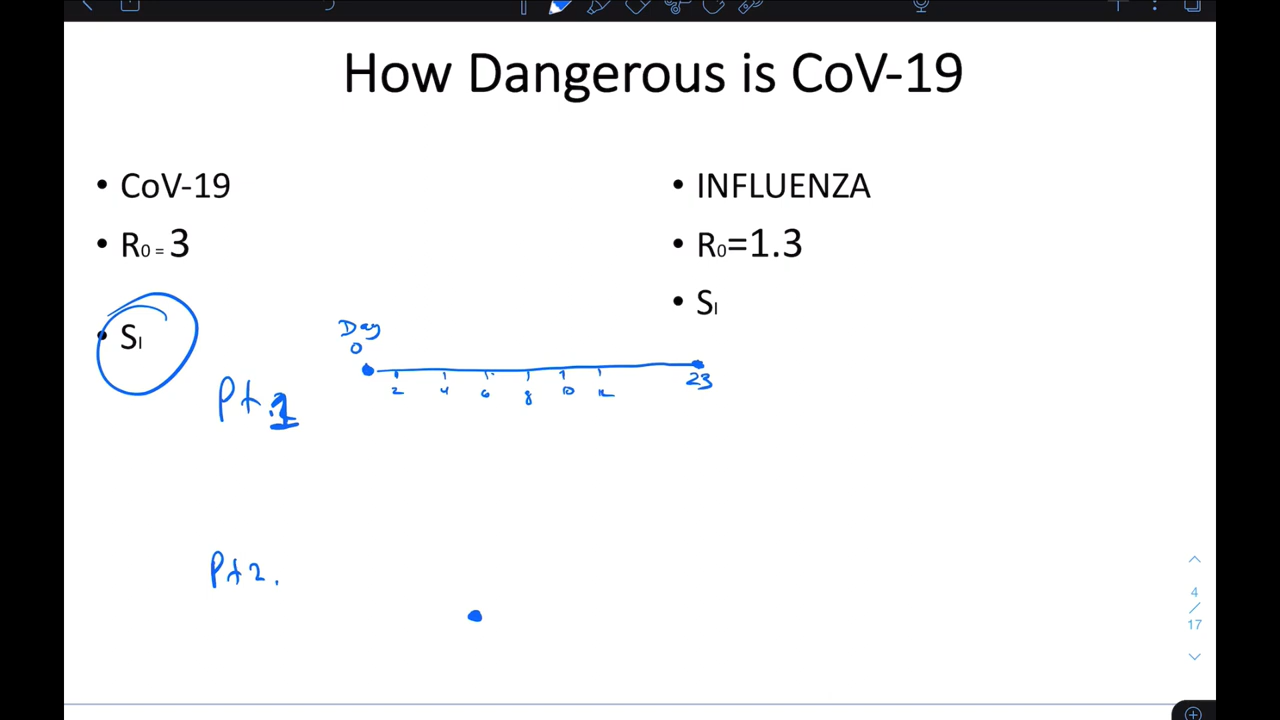 How Dangerous is CoV-19
• CoV-19
• R0 = 3
• SI
• INFLUENZA
• R0=1.3
• SI
Day
0
2 4 6 8 10 12 23
Pt.1
Pt 2.
4
/
17